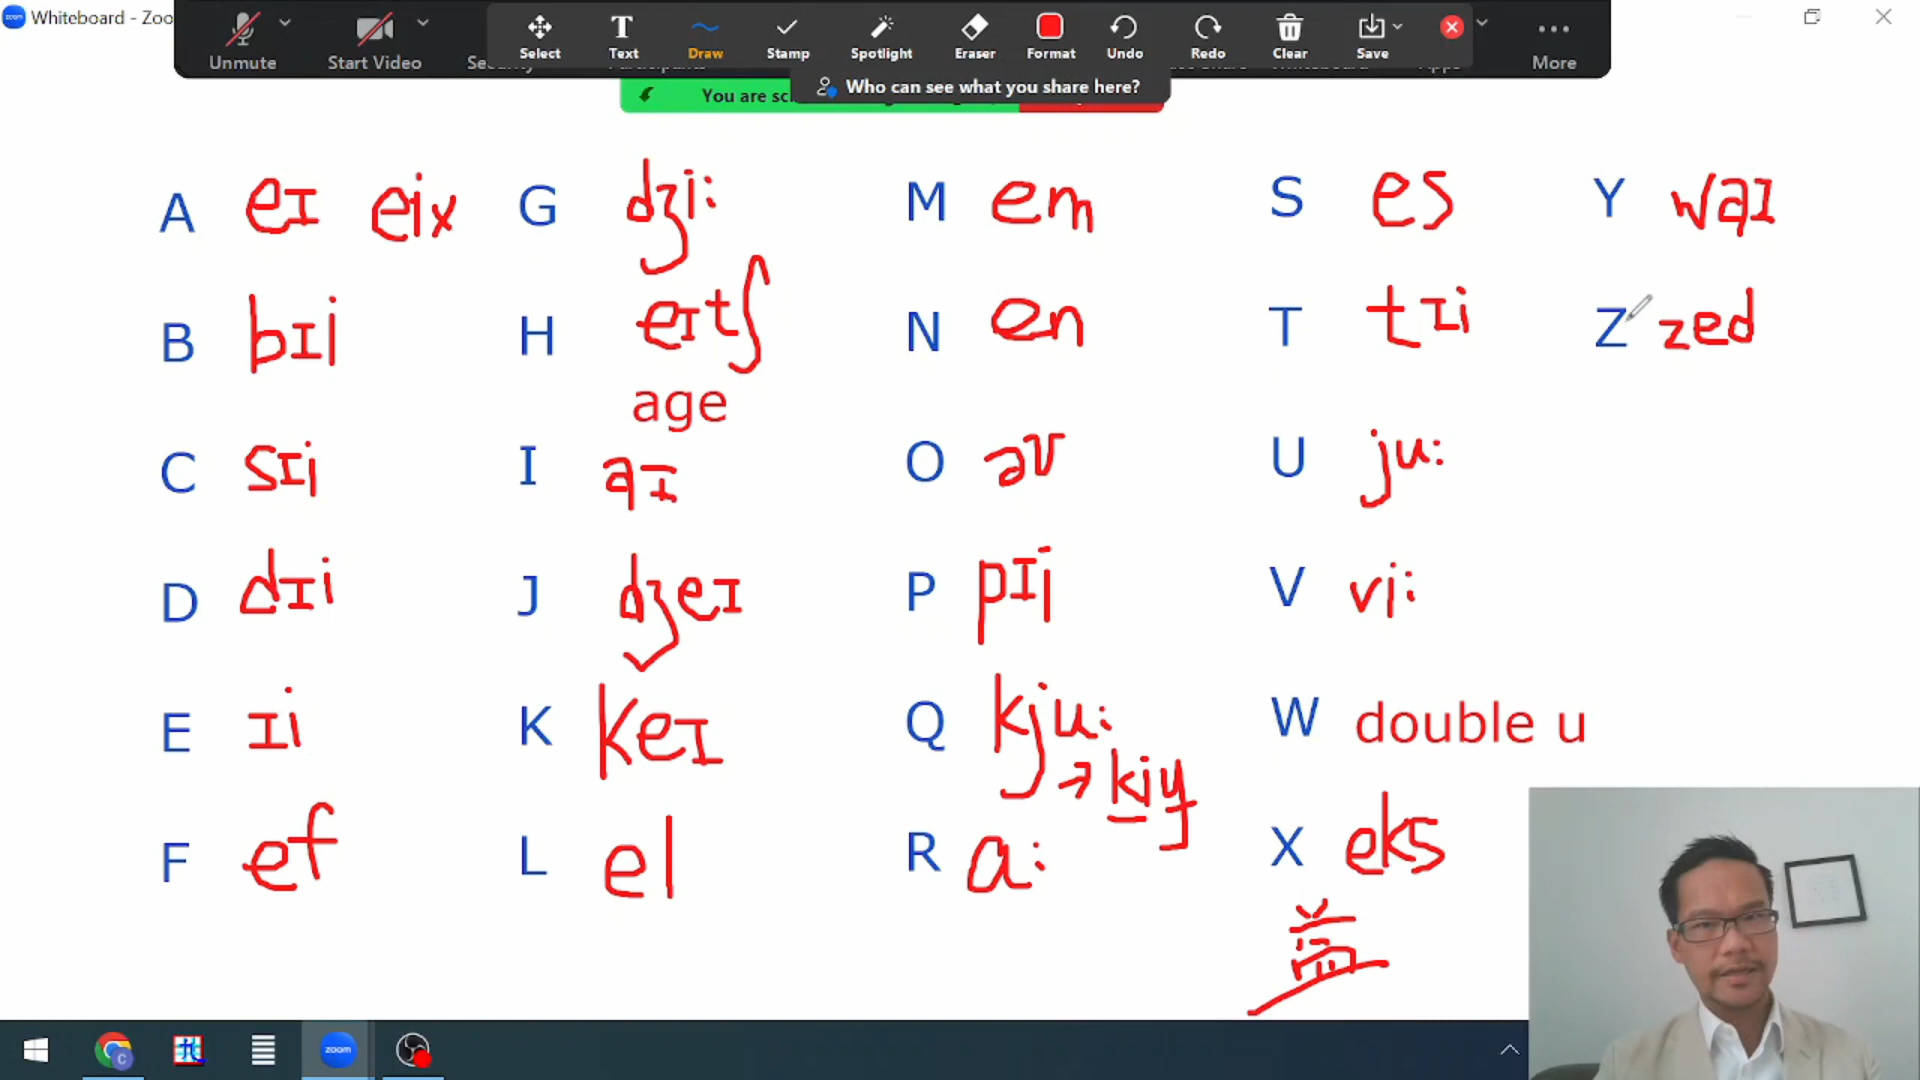 Whiteboard - Zoo
Unmute
Start Video
Select
Text
Draw
Stamp
Spotlight
Eraser
Format
Undo
Redo
Clear
Save
More
You are sc
Who can see what you share here?
A eɪ eix
B bɪi
C sɪi
D dɪi
E ɪi
F ef
G dʒi:
H eɪtʃ
age
I aɪ
J dʒeɪ
K keɪ
L el
M em
N en
O əʊ
P pɪi
Q kju:
→ kiy
R a:
S es
T tɪi
U ju:
V vi:
W double u
X eks
益
Y waɪ
Z zed
zoom